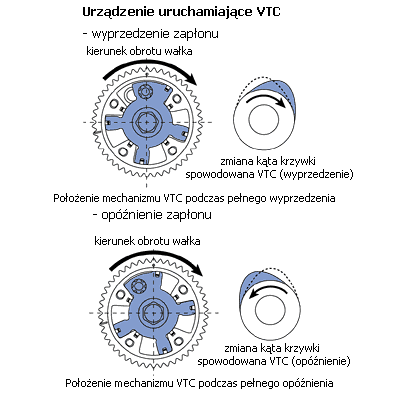 Urządzenie uruchamiające VTC
- wyprzedzenie zapłonu
kierunek obrotu wałka
zmiana kąta krzywki
spowodowana VTC (wyprzedzenie)
Położenie mechanizmu VTC podczas pełnego wyprzedzenia
- opóźnienie zapłonu
kierunek obrotu wałka
zmiana kąta krzywki
spowodowana VTC (opóźnienie)
Położenie mechanizmu VTC podczas pełnego opóźnienia